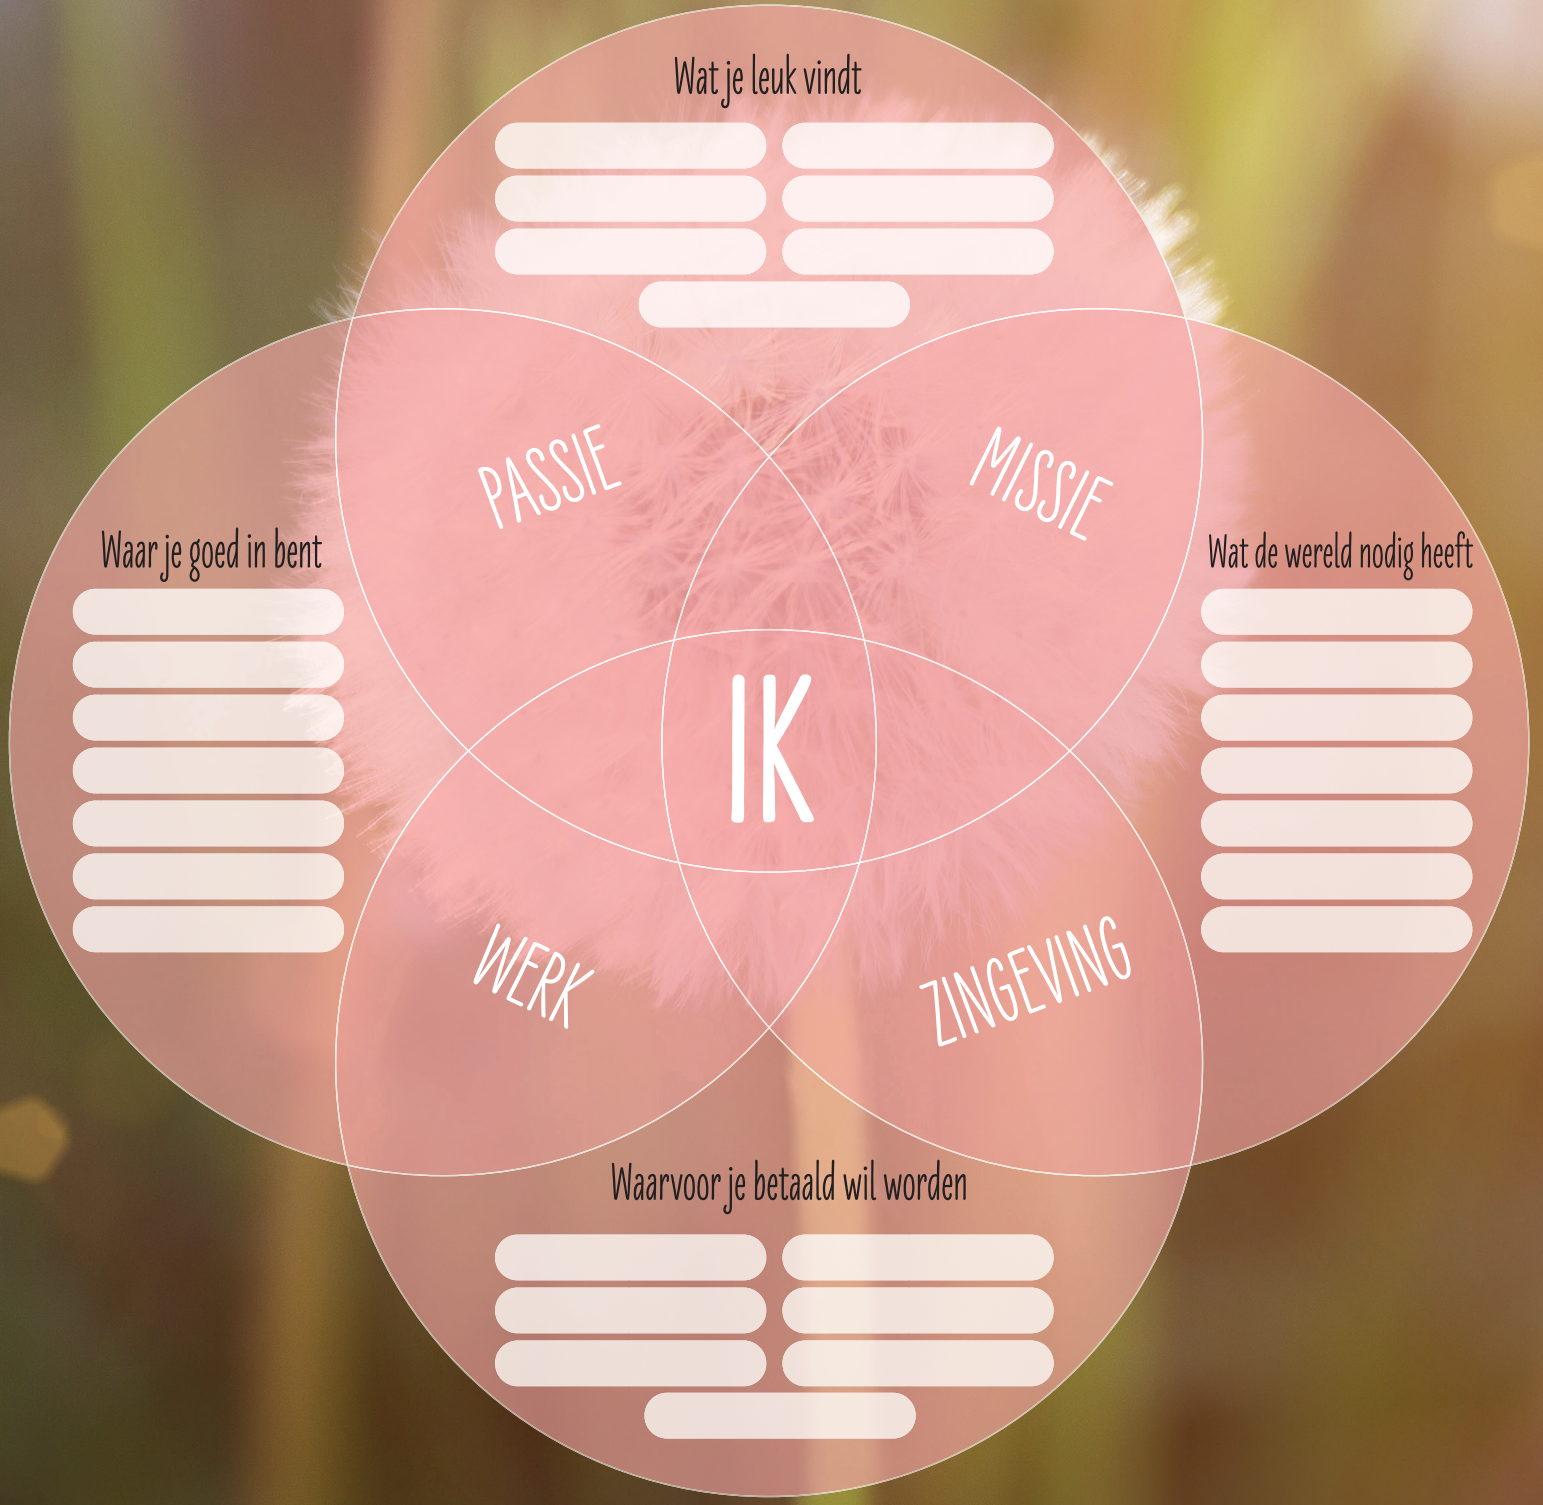 Wat je leuk vindt
PASSIE
MISSIE
Waar je goed in bent
Wat de wereld nodig heeft
IK
WERK
ZINGEVING
Waarvoor je betaald wil worden